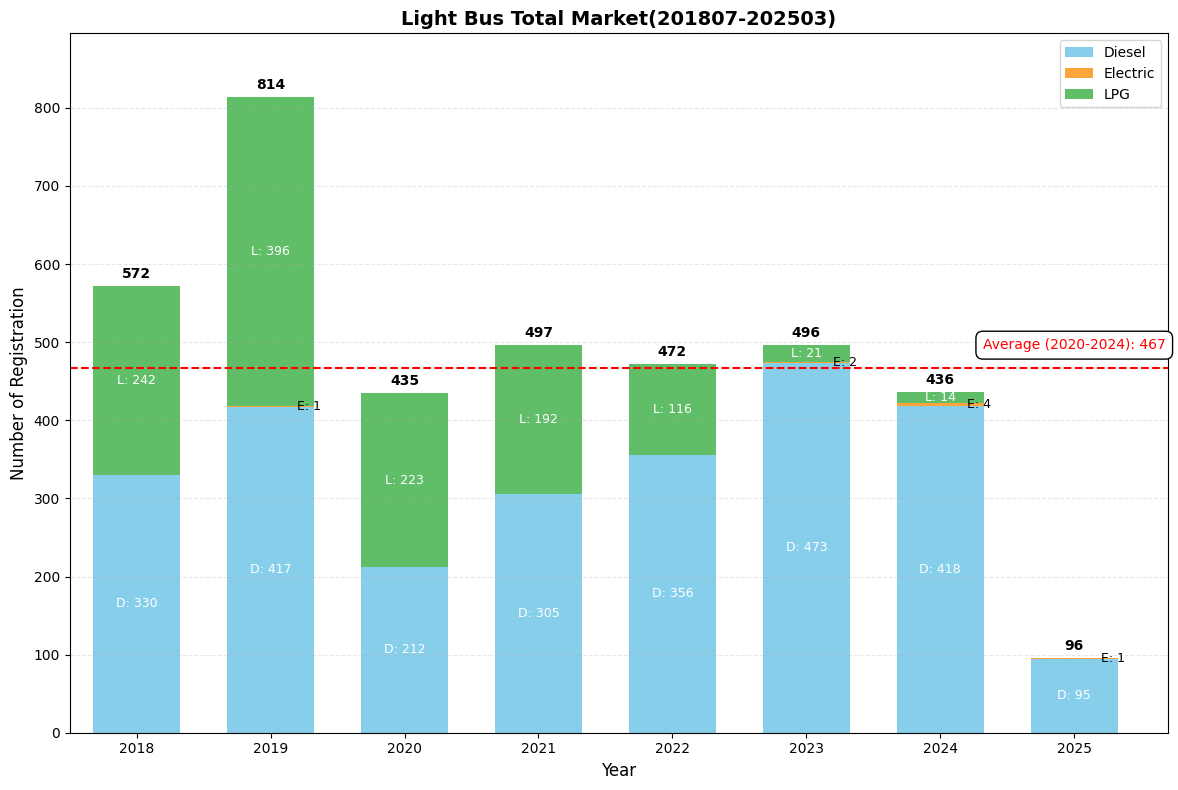 Light Bus Total Market(201807-202503)
Diesel
Electric
LPG
Number of Registration
800
700
600
500
400
300
200
100
0
572
L: 242
D: 330
814
L: 396
E: 1
D: 417
435
L: 223
D: 212
497
L: 192
D: 305
472
L: 116
D: 356
496
L: 21
E: 2
D: 473
436
L: 14
E: 4
D: 418
Average (2020-2024): 467
96
E: 1
D: 95
2018
2019
2020
2021
2022
2023
2024
2025
Year